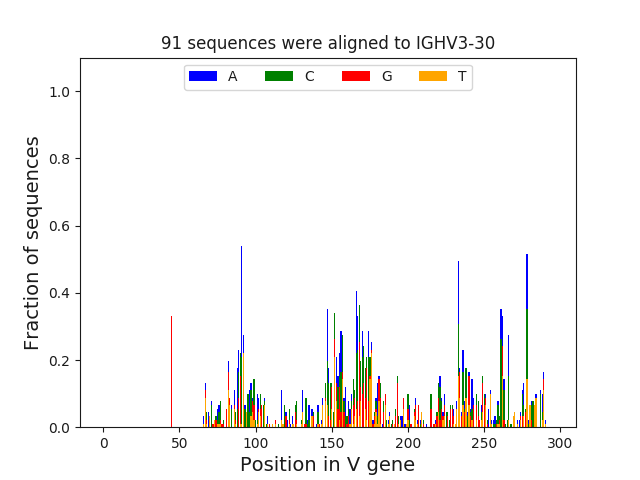 91 sequences were aligned to IGHV3-30
A C G T
1.0
0.8
0.6
0.4
0.2
0.0
Fraction of sequences
0 50 100 150 200 250 300
Position in V gene